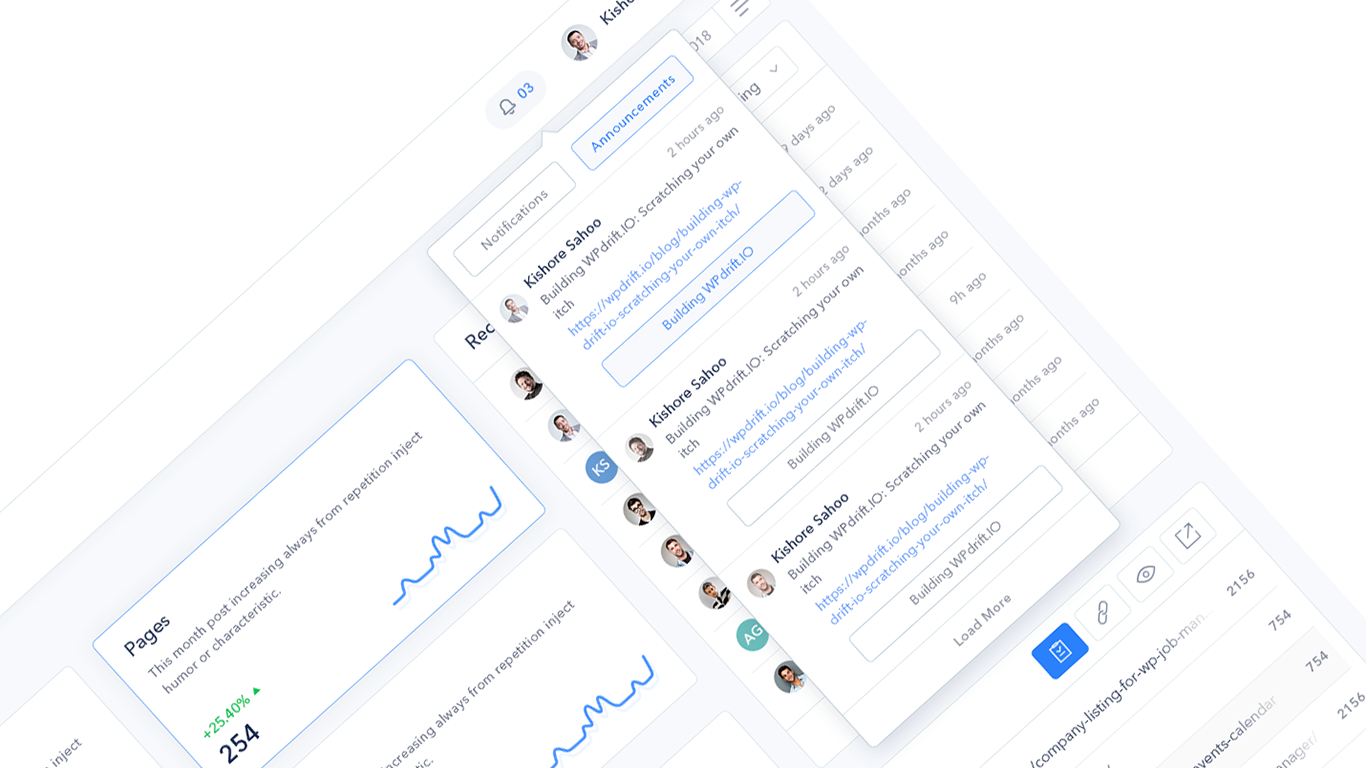 Kisho
03
018
Announcements
Notifications
ing
2 hours ago
Kishore Sahoo
Building WPdrift.IO: Scratching your own
itch
https://wpdrift.io/blog/building-wp-
drift-io-scratching-your-own-itch/
Building WPdrift.IO
2 hours ago
Kishore Sahoo
Building WPdrift.IO: Scratching your own
itch
https://wpdrift.io/blog/building-wp-
drift-io-scratching-your-own-itch/
Building WPdrift.IO
2 hours ago
Kishore Sahoo
Building WPdrift.IO: Scratching your own
itch
https://wpdrift.io/blog/building-wp-
drift-io-scratching-your-own-itch/
Building WPdrift.IO
Load More
days ago
2 days ago
onths ago
onths ago
9h ago
onths ago
onths ago
onths ago
Rec
KS
AG
Pages
This month post increasing always from repetition inject
humor or characteristic.
+25.40%
254
creasing always from repetition inject
tic.
inject
2156
/company-listing-for-wp-job-man...
754
754
vents-calendar
2156
nager/